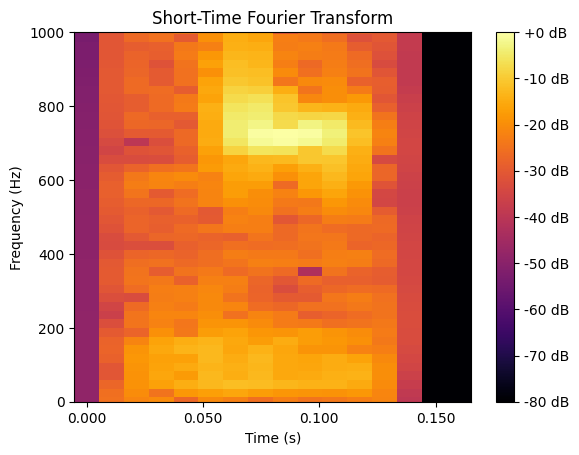 Short-Time Fourier Transform
1000
800
600
400
200
0
Frequency (Hz)
0.000
0.050
0.100
0.150
Time (s)
+0 dB
-10 dB
-20 dB
-30 dB
-40 dB
-50 dB
-60 dB
-70 dB
-80 dB